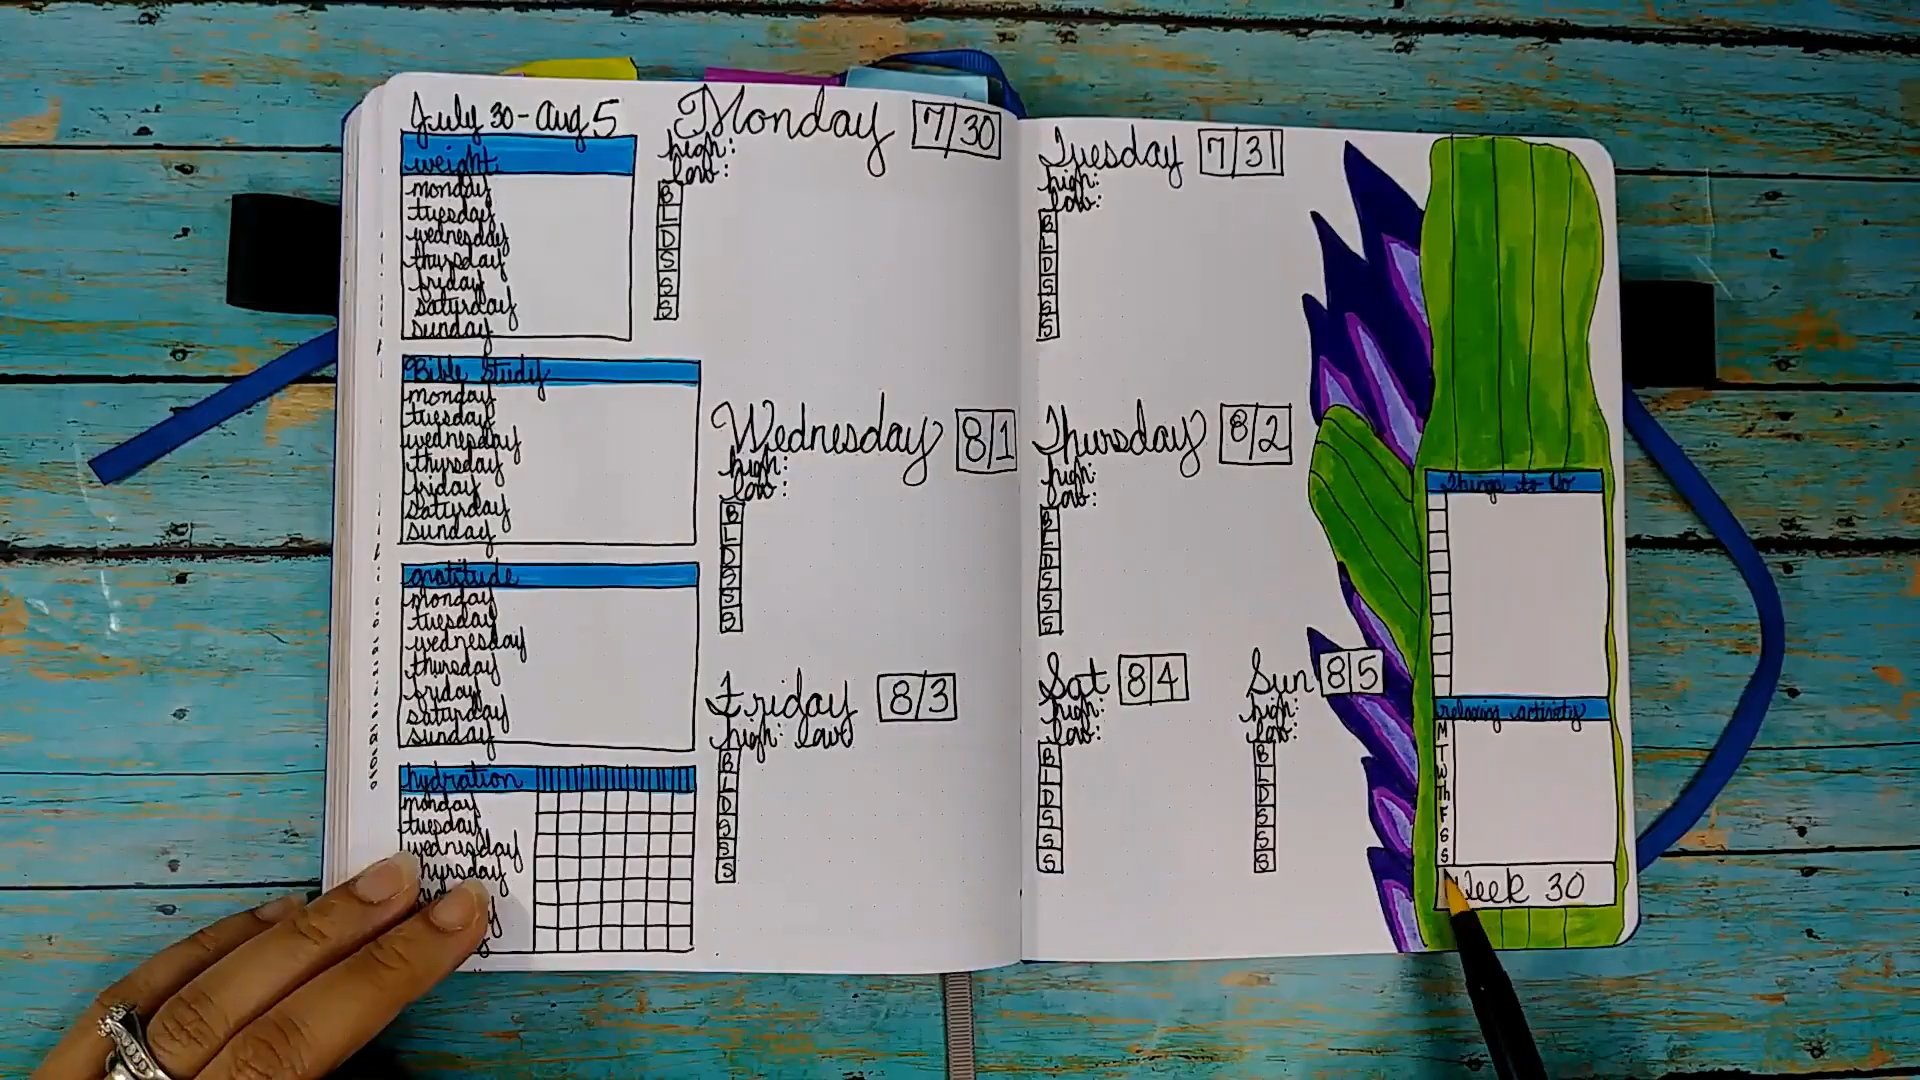 July 30 - Aug 5
weight
monday
tuesday
wednesday
thursday
friday
saturday
sunday
Bible Study
monday
tuesday
wednesday
thursday
friday
saturday
sunday
gratitude
monday
tuesday
wednesday
thursday
friday
saturday
sunday
hydration
monday
tuesday
wednesday
thursday
Monday 7/30
high:
low:
B
L
D
S
S
S
Wednesday 8/1
high:
low:
B
L
D
S
S
S
Friday 8/3
high: low
B
L
D
S
S
S
Tuesday 7/31
high:
low:
B
L
D
S
S
S
Thursday 8/2
high:
low:
B
L
D
S
S
S
Sat 8/4
high:
low:
B
L
D
S
S
S
Sun 8/5
high:
low:
B
L
D
S
S
S
Things to Do
relaxing activity
M
T
W
Th
F
S
S
Week 30